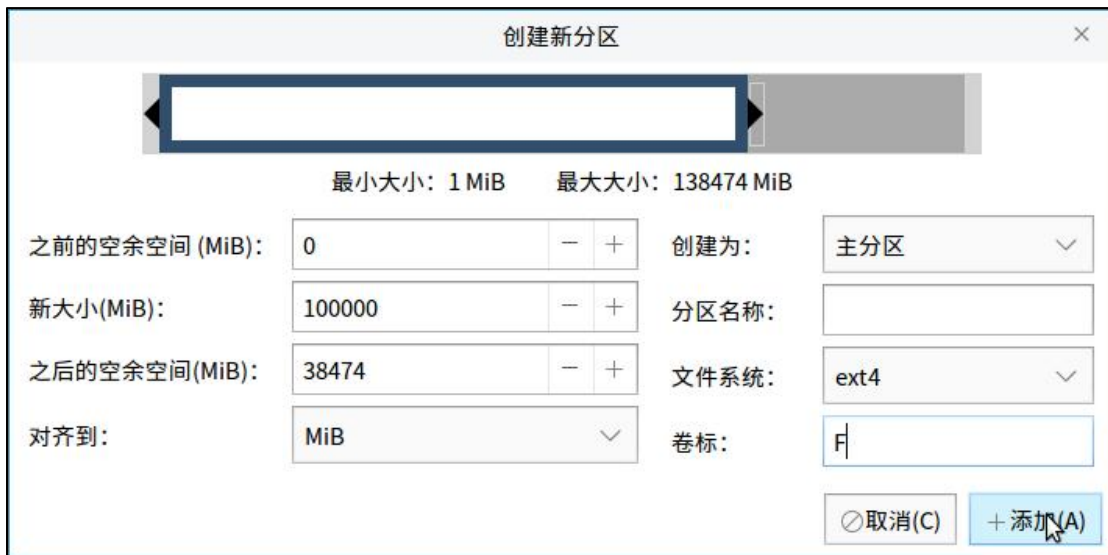 创建新分区
最小大小：1 MiB 最大大小：138474 MiB
之前的空余空间 (MiB)： 0 创建为： 主分区
新大小(MiB)： 100000 分区名称：
之后的空余空间(MiB)： 38474 文件系统： ext4
对齐到： MiB 卷标： F
取消(C) 添加(A)